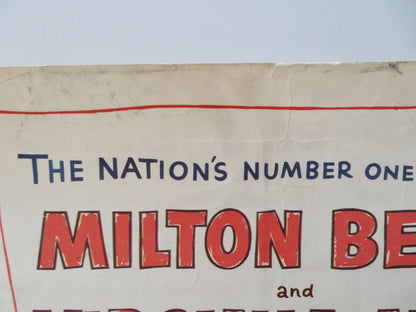 THE NATION'S NUMBER ONE
MILTON BE
and